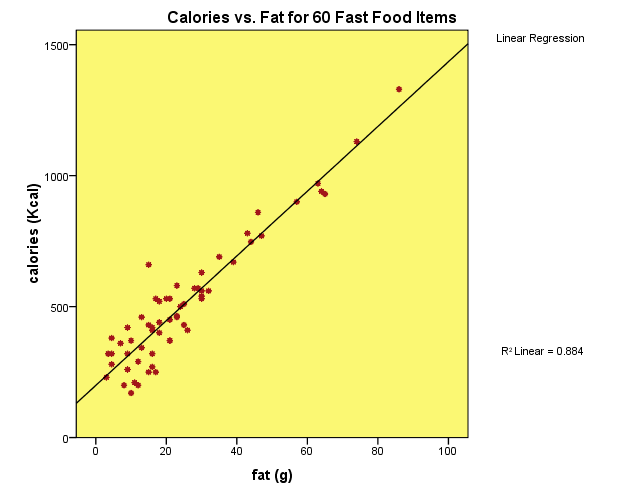 Calories vs. Fat for 60 Fast Food Items
Linear Regression
1500
1000
500
0
calories (Kcal)
R² Linear = 0.884
0 20 40 60 80 100
fat (g)